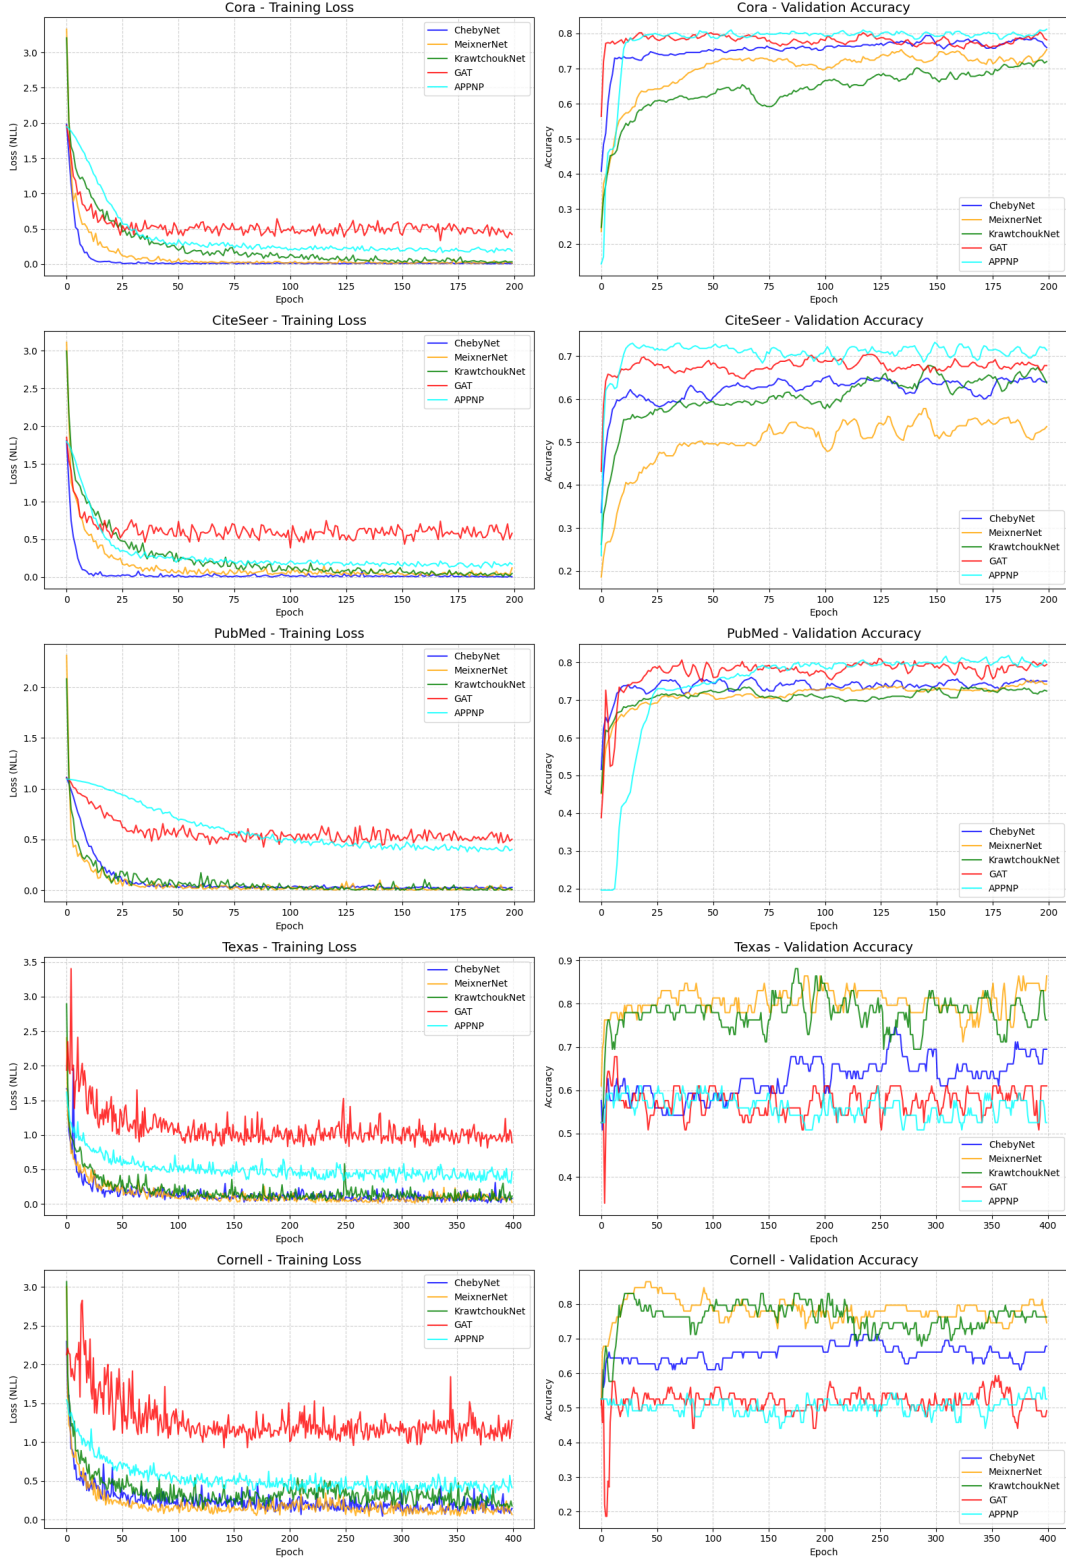 Cora - Training Loss
Loss (NLL)
3.0
2.5
2.0
1.5
1.0
0.5
0.0
ChebyNet
MeixnerNet
KrawtchoukNet
GAT
APPNP
0 25 50 75 100 125 150 175 200
Epoch
Cora - Validation Accuracy
Accuracy
0.8
0.7
0.6
0.5
0.4
0.3
0.2
ChebyNet
MeixnerNet
KrawtchoukNet
GAT
APPNP
0 25 50 75 100 125 150 175 200
Epoch
CiteSeer - Training Loss
Loss (NLL)
3.0
2.5
2.0
1.5
1.0
0.5
0.0
ChebyNet
MeixnerNet
KrawtchoukNet
GAT
APPNP
0 25 50 75 100 125 150 175 200
Epoch
CiteSeer - Validation Accuracy
Accuracy
0.7
0.6
0.5
0.4
0.3
0.2
ChebyNet
MeixnerNet
KrawtchoukNet
GAT
APPNP
0 25 50 75 100 125 150 175 200
Epoch
PubMed - Training Loss
Loss (NLL)
2.0
1.5
1.0
0.5
0.0
ChebyNet
MeixnerNet
KrawtchoukNet
GAT
APPNP
0 25 50 75 100 125 150 175 200
Epoch
PubMed - Validation Accuracy
Accuracy
0.8
0.7
0.6
0.5
0.4
0.3
0.2
ChebyNet
MeixnerNet
KrawtchoukNet
GAT
APPNP
0 25 50 75 100 125 150 175 200
Epoch
Texas - Training Loss
Loss (NLL)
3.5
3.0
2.5
2.0
1.5
1.0
0.5
0.0
ChebyNet
MeixnerNet
KrawtchoukNet
GAT
APPNP
0 50 100 150 200 250 300 350 400
Epoch
Texas - Validation Accuracy
Accuracy
0.9
0.8
0.7
0.6
0.5
0.4
ChebyNet
MeixnerNet
KrawtchoukNet
GAT
APPNP
0 50 100 150 200 250 300 350 400
Epoch
Cornell - Training Loss
Loss (NLL)
3.0
2.5
2.0
1.5
1.0
0.5
0.0
ChebyNet
MeixnerNet
KrawtchoukNet
GAT
APPNP
0 50 100 150 200 250 300 350 400
Epoch
Cornell - Validation Accuracy
Accuracy
0.8
0.7
0.6
0.5
0.4
0.3
0.2
ChebyNet
MeixnerNet
KrawtchoukNet
GAT
APPNP
0 50 100 150 200 250 300 350 400
Epoch